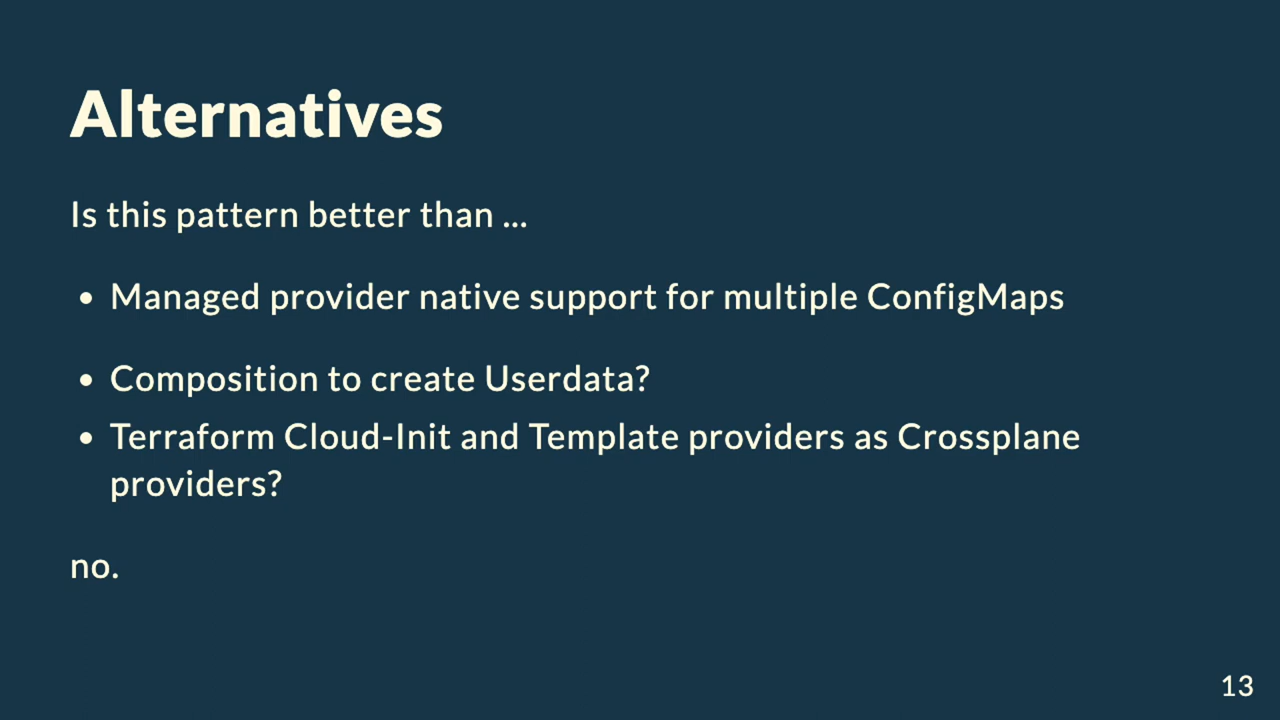 Alternatives
Is this pattern better than ...
• Managed provider native support for multiple ConfigMaps
• Composition to create Userdata?
• Terraform Cloud-Init and Template providers as Crossplane
providers?
no.
13